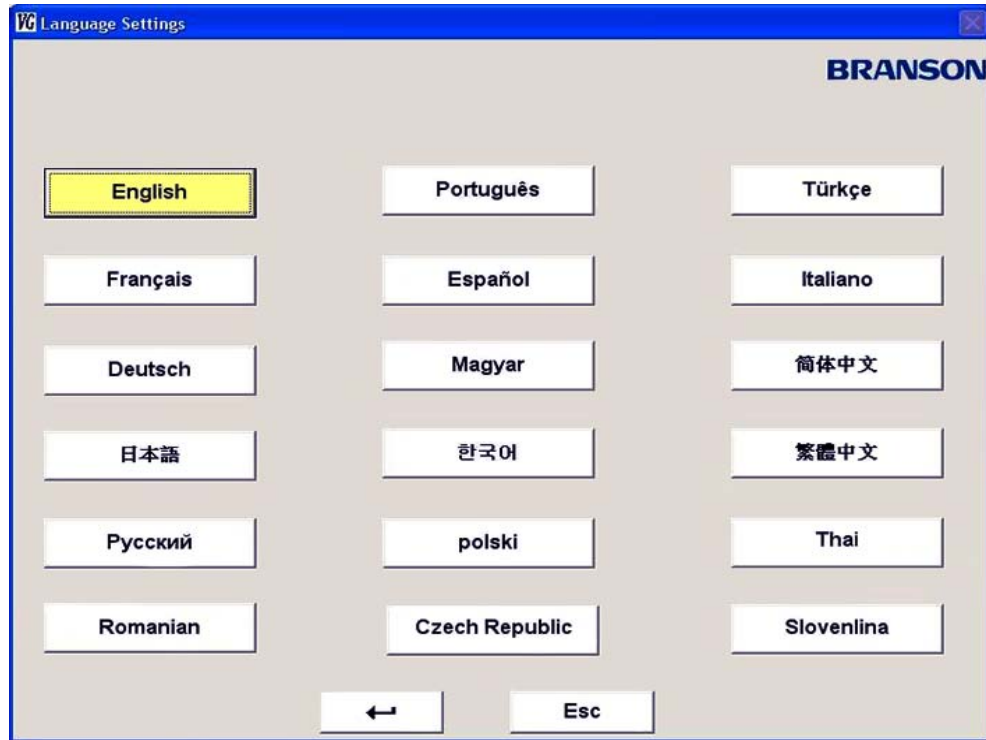 VG Language Settings
BRANSON
English Português Türkçe
Français Español Italiano
Deutsch Magyar 简体中文
日本語 한국어 繁體中文
Русский polski Thai
Romanian Czech Republic Slovenlina
Esc